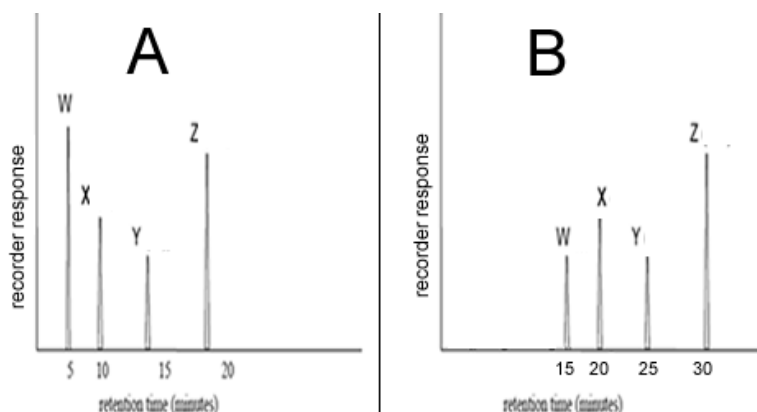 A
W
X
Y
Z
recorder response
5 10 15 20
retention time (minutes)
B
W
X
Y
Z
recorder response
15 20 25 30
retention time (minutes)